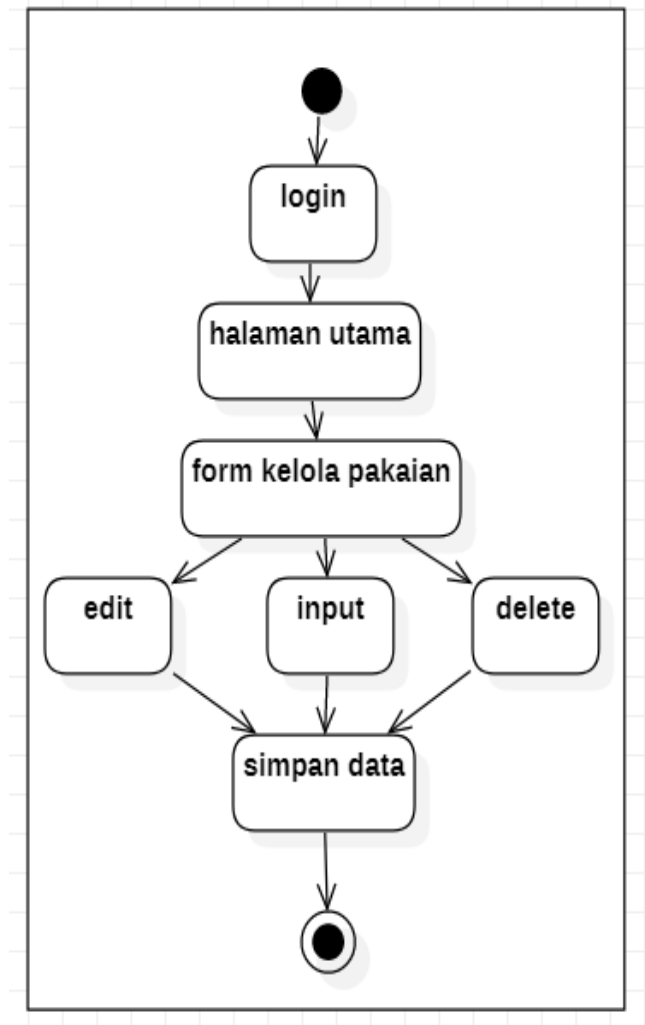 login
halaman utama
form kelola pakaian
edit
input
delete
simpan data